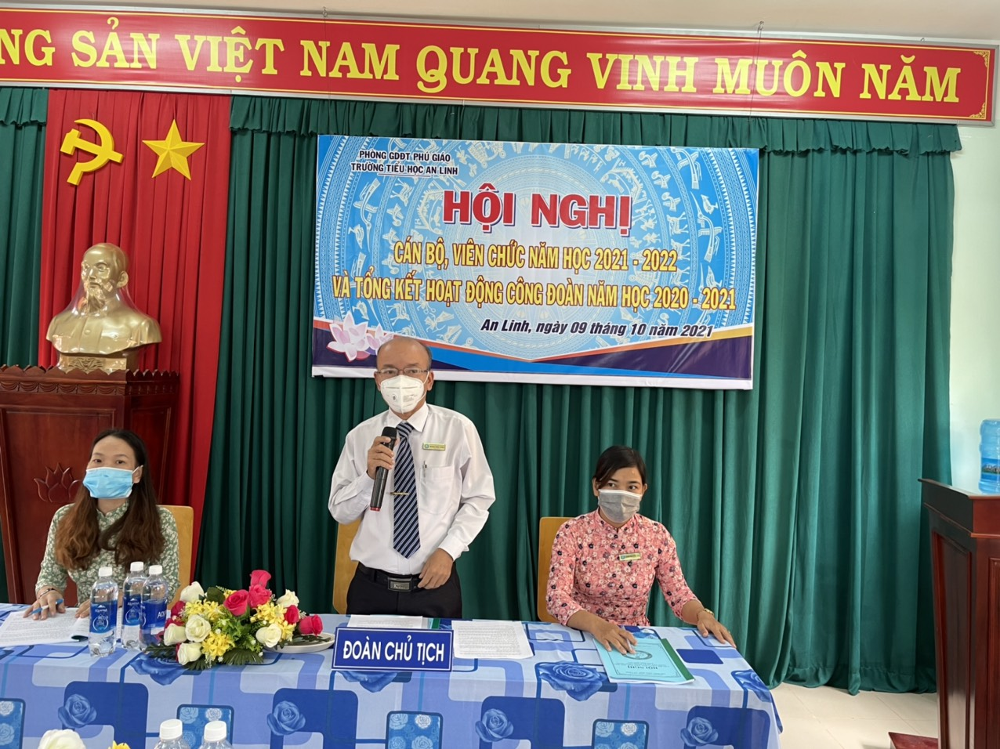 NG SẢN VIỆT NAM QUANG VINH MUÔN NĂM
PHÒNG GDĐT PHÚ GIÁO
TRƯỜNG TIỂU HỌC AN LINH
HỘI NGHỊ
CÁN BỘ, VIÊN CHỨC NĂM HỌC 2021 - 2022
VÀ TỔNG KẾT HOẠT ĐỘNG CÔNG ĐOÀN NĂM HỌC 2020 - 2021
An Linh, ngày 09 tháng 10 năm 2021
ĐOÀN CHỦ TỊCH